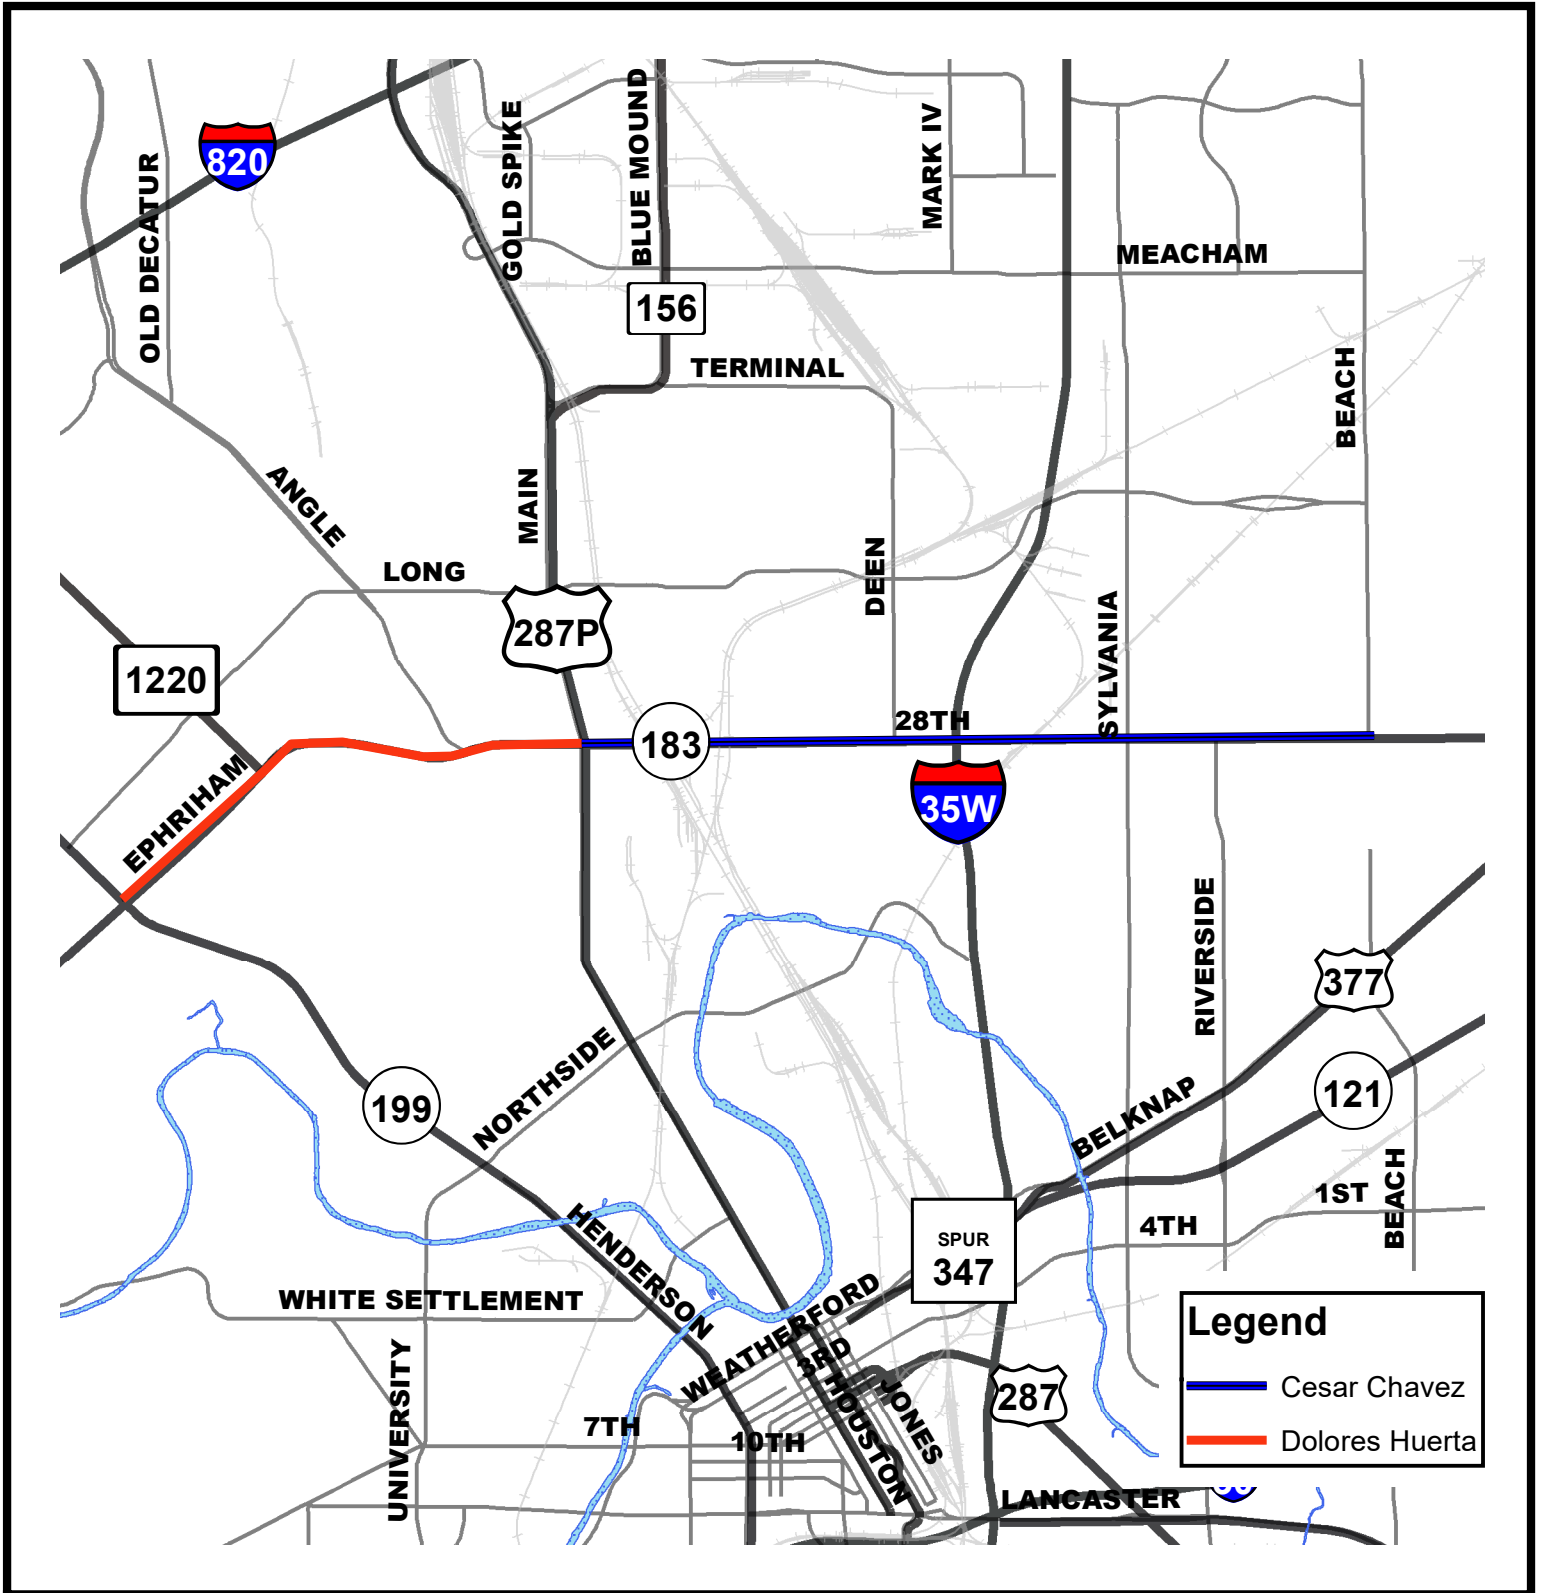 820
OLD DECATUR
GOLD SPIKE
BLUE MOUND
MARK IV
MEACHAM
156
TERMINAL
BEACH
ANGLE
MAIN
LONG
DEEN
SYLVANIA
287P
1220
28TH
183
EPHRIHAM
35W
RIVERSIDE
377
NORTHSIDE
199
BELKNAP
121
1ST
BEACH
4TH
SPUR
347
HENDERSON
WHITE SETTLEMENT
WEATHERFORD
3RD
UNIVERSITY
HOUSTON
JONES
287
7TH
10TH
LANCASTER
Legend
Cesar Chavez
Dolores Huerta